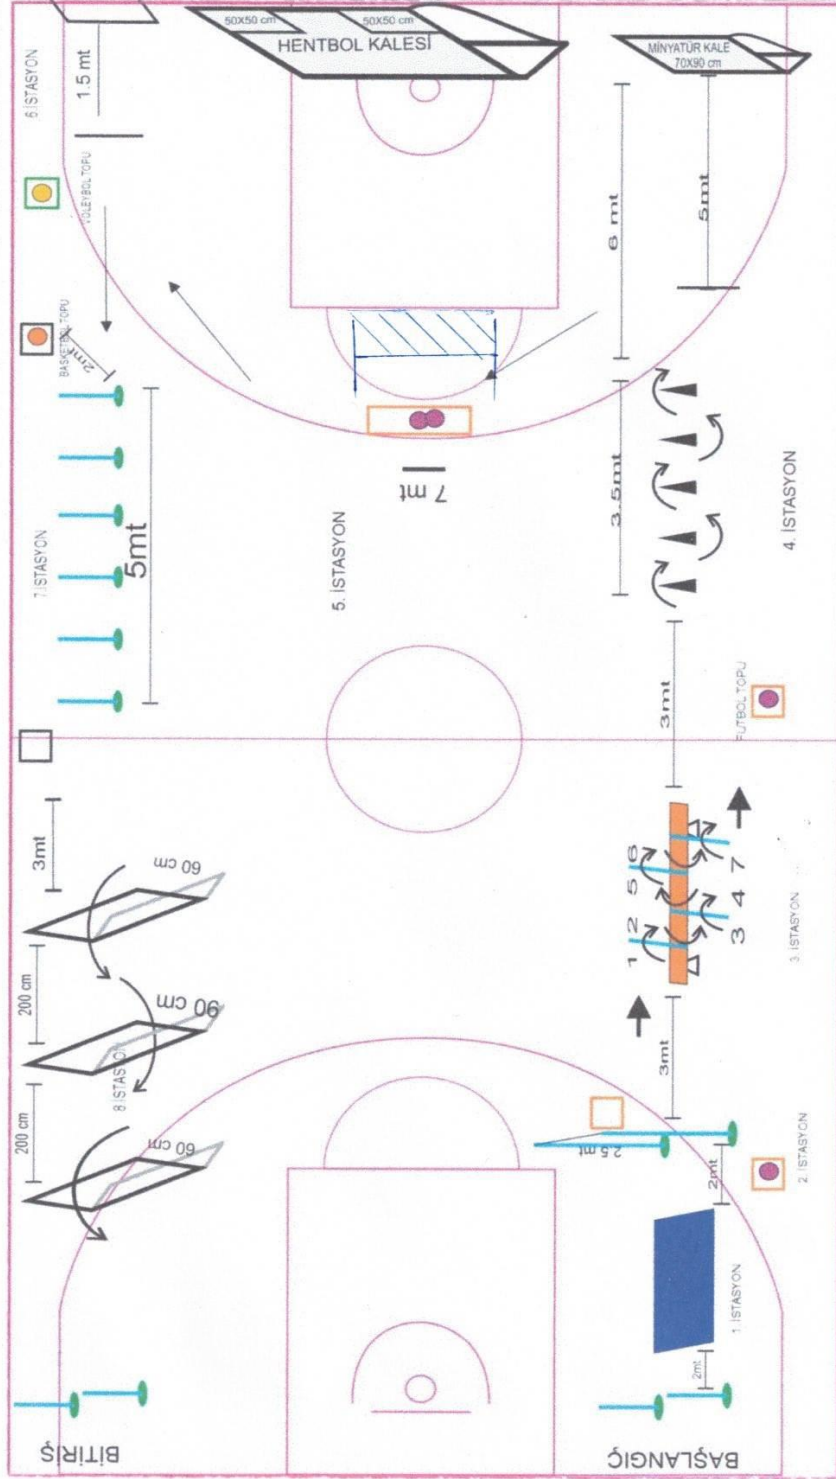 50X50 cm
50X50 cm
HENTBOL KALESİ
MİNYATÜR KALE
70X90 cm
6.İSTASYON
1.5 mt
VOLEYBOL TOPU
BASKETBOL TOPU
2mt
6 mt
5mt
7.İSTASYON
5mt
7 mt
5. İSTASYON
3.5mt
4. İSTASYON
3mt
FUTBOL TOPU
3mt
60 cm
200 cm
90 cm
8.İSTASYON
200 cm
60 cm
1 2 5 6
3 4 7
3. İSTASYON
3mt
2.5 mt
2mt
2. İSTASYON
1. İSTASYON
2mt
BİTİRİŞ
BAŞLANGIÇ